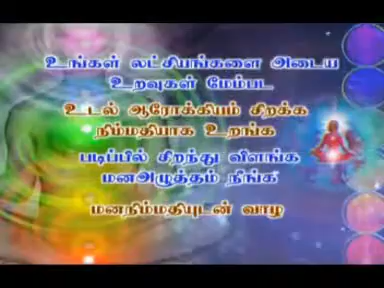 உங்கள் லட்சியங்களை அடைய
உறவுகள் மேம்பட
உடல் ஆரோக்கியம் சிறக்க
நிம்மதியாக உறங்க
படிப்பில் சிறந்து விளங்க
மனஅழுத்தம் நீங்க
மனநிம்மதியுடன் வாழ